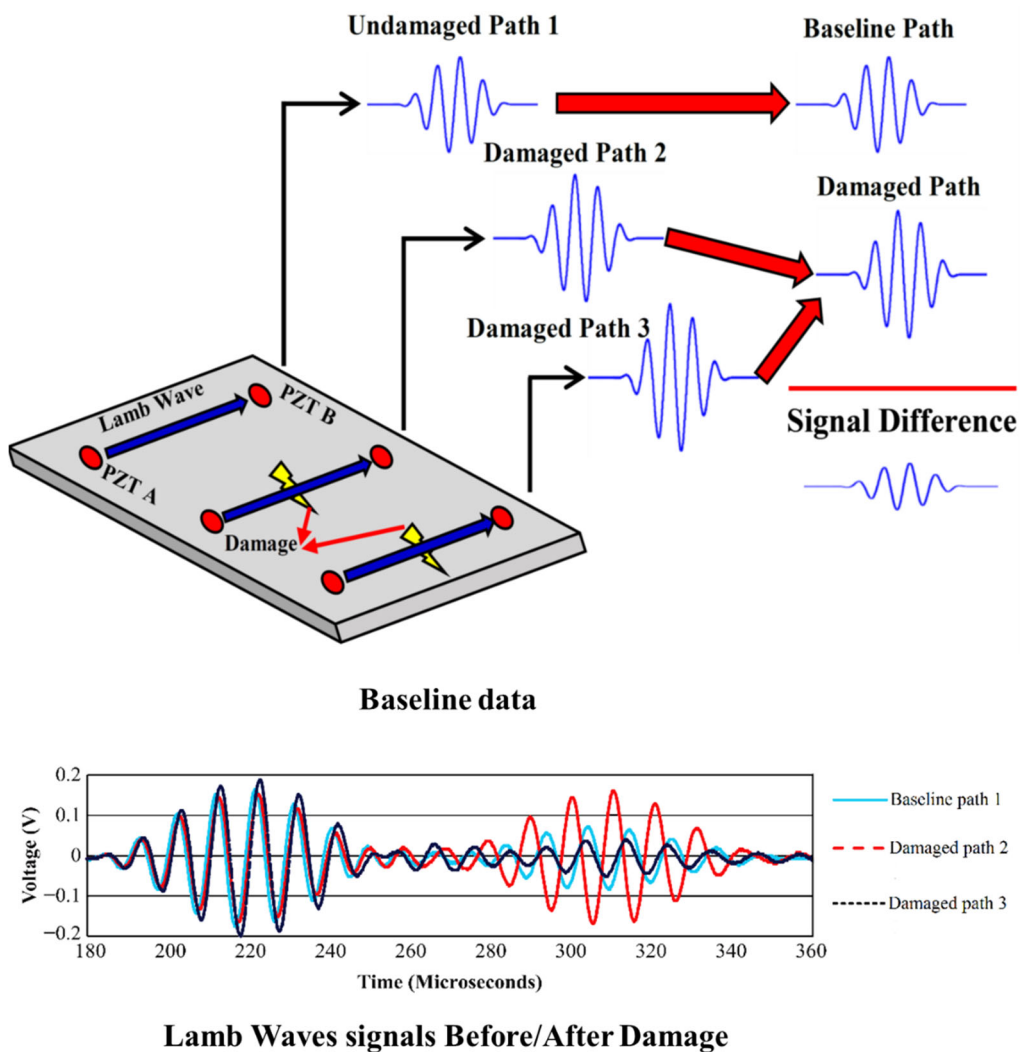 Undamaged Path 1
Baseline Path
Damaged Path 2
Damaged Path
Damaged Path 3
Signal Difference
Lamb Wave
PZT B
PZT A
Damage
Baseline data
0.2
0.1
0
−0.1
−0.2
Voltage (V)
180 200 220 240 260 280 300 320 340 360
Time (Microseconds)
Baseline path 1
Damaged path 2
Damaged path 3
Lamb Waves signals Before/After Damage